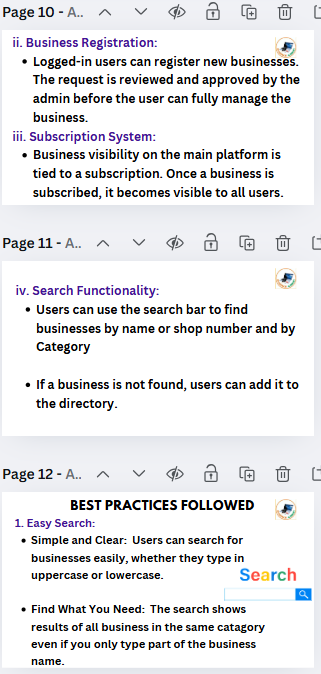 Page 10 - A..
ii. Business Registration:
• Logged-in users can register new businesses.
The request is reviewed and approved by the
admin before the user can fully manage the
business.
iii. Subscription System:
• Business visibility on the main platform is
tied to a subscription. Once a business is
subscribed, it becomes visible to all users.
Page 11 - A..
iv. Search Functionality:
• Users can use the search bar to find
businesses by name or shop number and by
Category
• If a business is not found, users can add it to
the directory.
Page 12 - A..
BEST PRACTICES FOLLOWED
1. Easy Search:
• Simple and Clear: Users can search for
businesses easily, whether they type in
uppercase or lowercase.
Search
• Find What You Need: The search shows
results of all business in the same catagory
even if you only type part of the business
name.